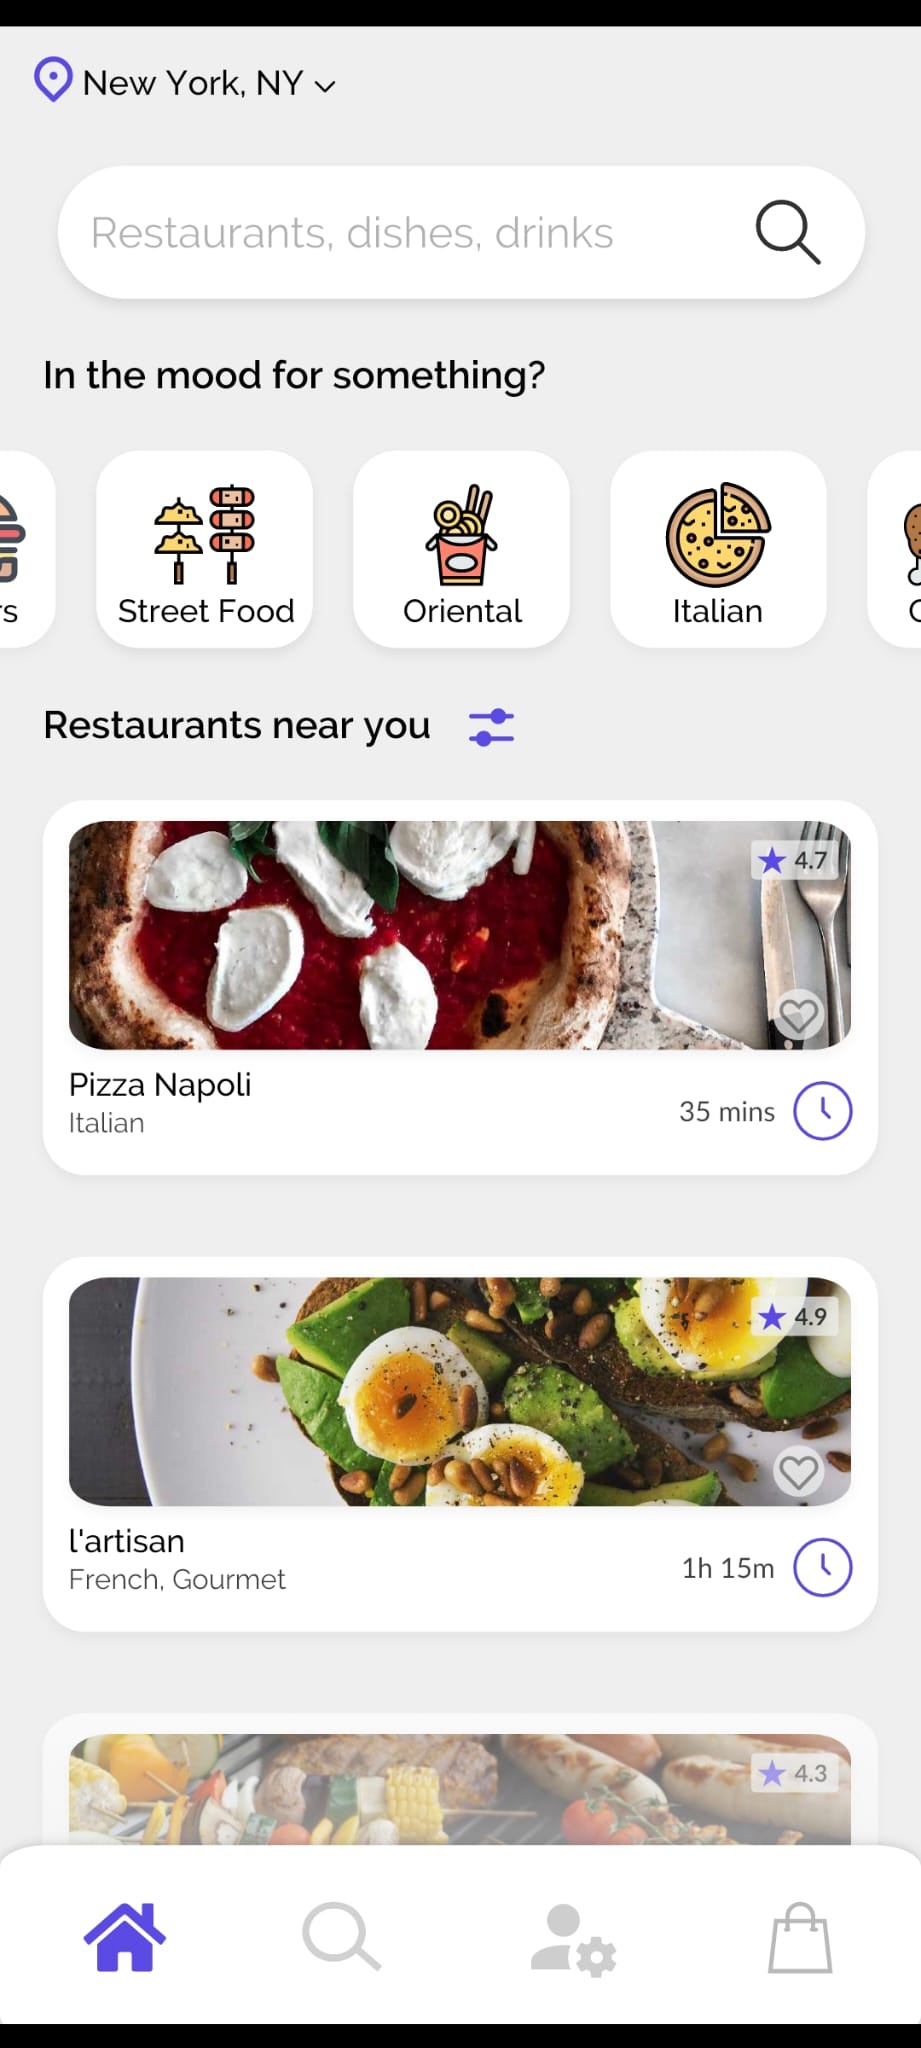 New York, NY
Restaurants, dishes, drinks
In the mood for something?
Street Food
Oriental
Italian
Restaurants near you
4.7
Pizza Napoli
Italian
35 mins
4.9
l'artisan
French, Gourmet
1h 15m
4.3